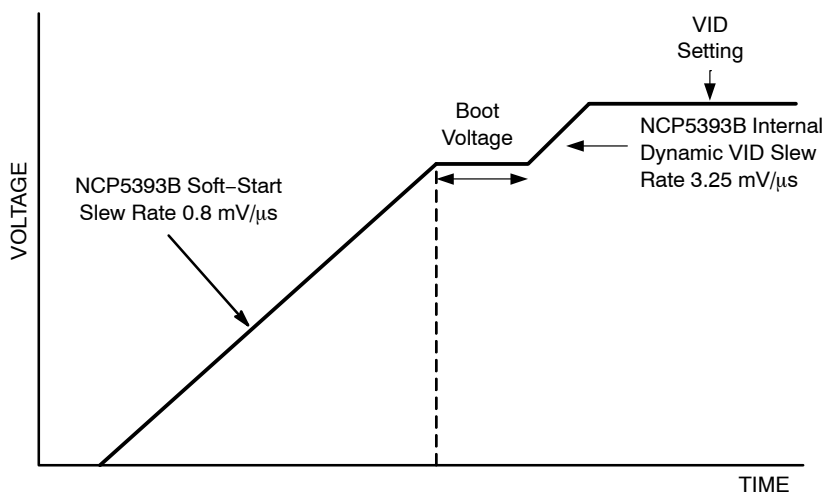 VID
Setting
Boot
Voltage
NCP5393B Internal
Dynamic VID Slew
Rate 3.25 mV/μs
NCP5393B Soft−Start
Slew Rate 0.8 mV/μs
VOLTAGE
TIME